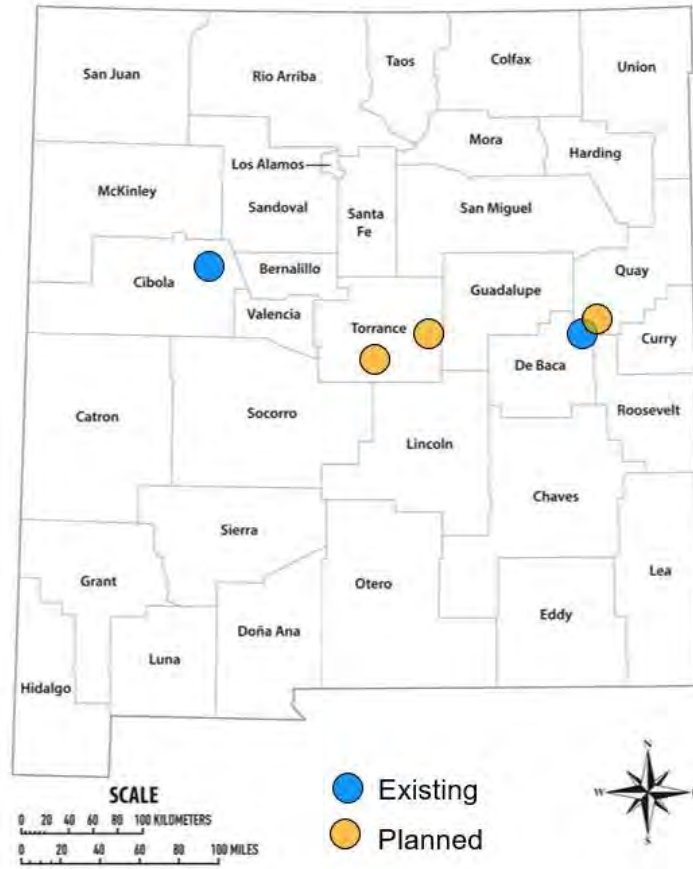 San Juan
Rio Arriba
Taos
Colfax
Union
Mora
Harding
Los Alamos
McKinley
Sandoval
Santa
Fe
San Miguel
Cibola
Bernalillo
Quay
Guadalupe
Valencia
Torrance
Curry
De Baca
Catron
Socorro
Roosevelt
Lincoln
Chaves
Sierra
Grant
Otero
Lea
Doña Ana
Eddy
Luna
Hidalgo
SCALE
0 20 40 60 80 100 KILOMETERS
0 20 40 60 80 100 MILES
Existing
Planned
N
W
S